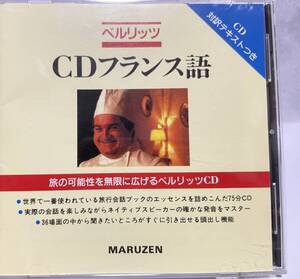 ベルリッツ
CD
対訳テキストつき
CDフランス語
旅の可能性を無限に広げるベルリッツCD
●世界で一番使われている旅行会話ブックのエッセンスを詰めこんだ75分CD
●実際の会話を楽しみながらネイティブスピーカーの確かな発音をマスター
●36場面の中から聞きたいところがすぐに引き出せる頭出し機能
MARUZEN